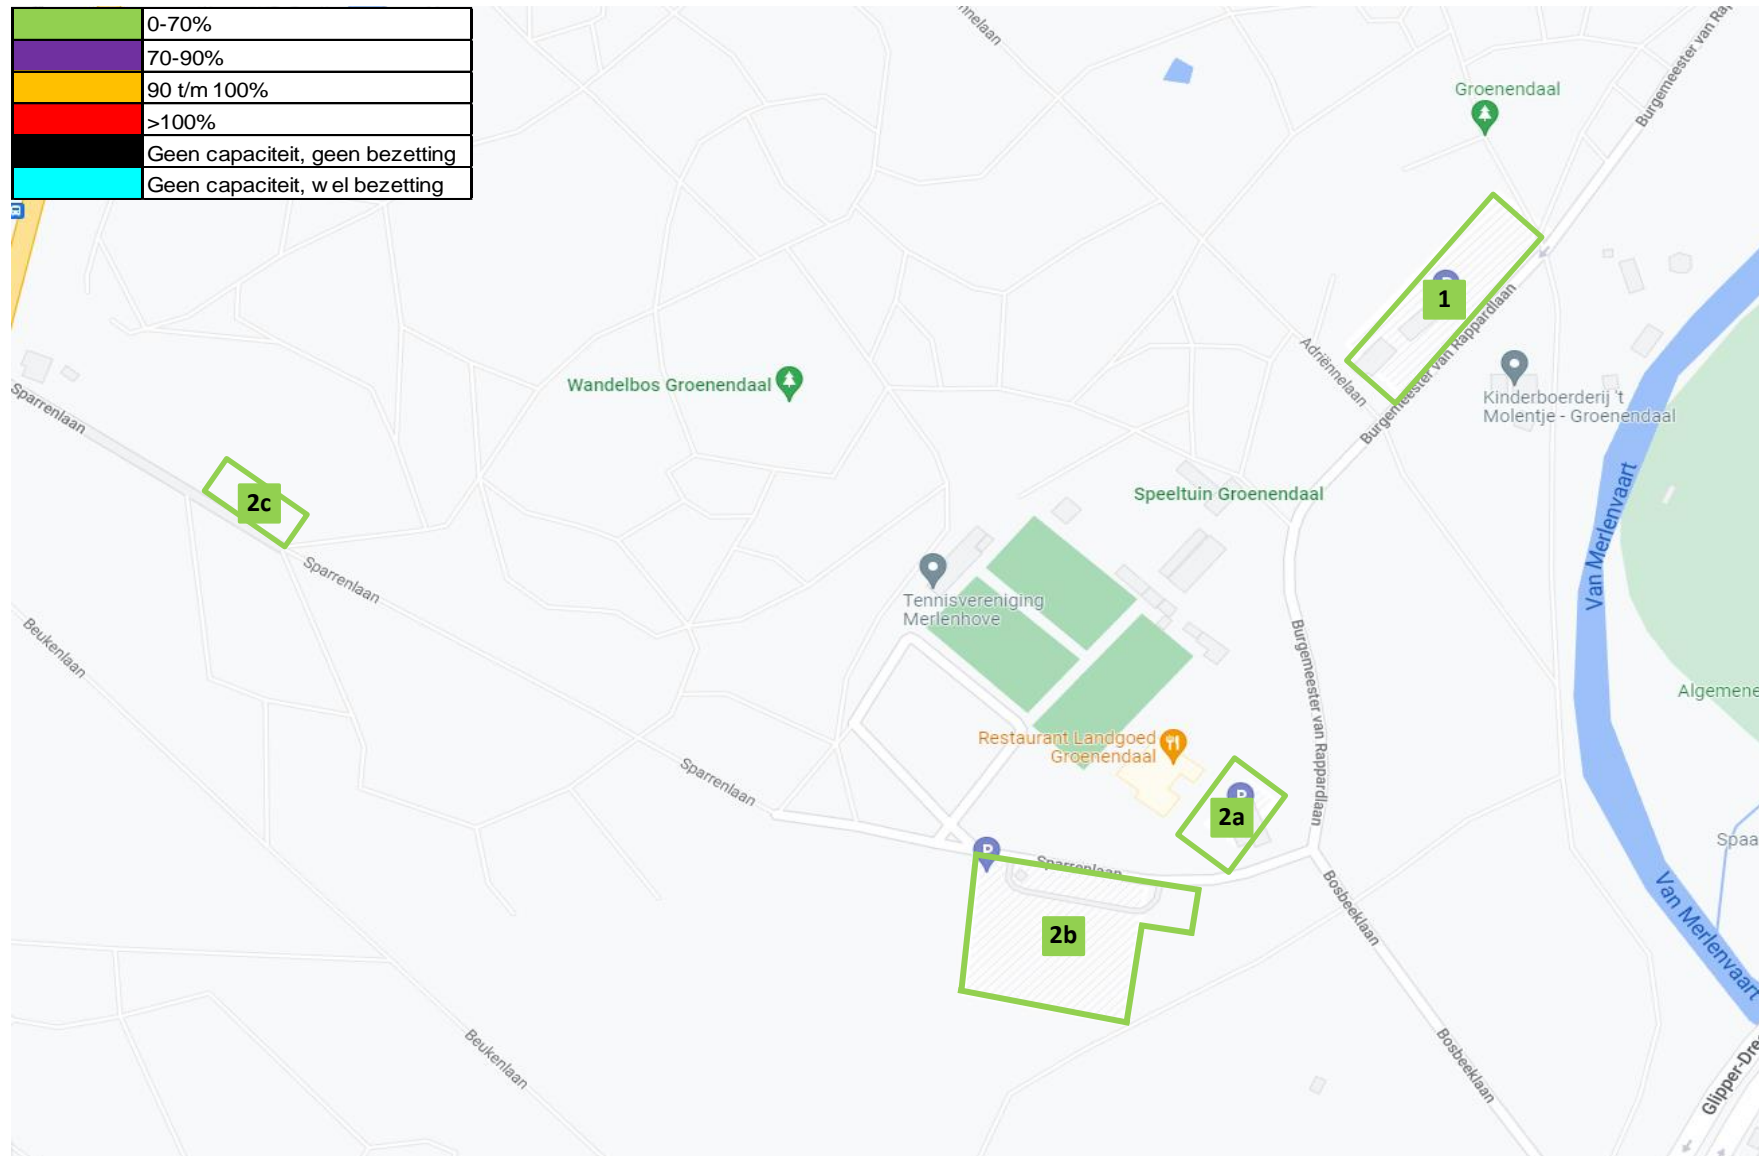 0-70%
70-90%
90 t/m 100%
>100%
Geen capaciteit, geen bezetting
Geen capaciteit, wel bezetting
Groenendaal
Burgemeester van
1
Burgemeester van Rappardlaan
Adriënnelaan
Kinderboerderij 't
Molentje - Groenendaal
Wandelbos Groenendaal
Sparrenlaan
2c
Speeltuin Groenendaal
Van Merlenvaart
Sparrenlaan
Tennisvereniging
Merlenhove
Beukenlaan
Burgemeester van Rappardlaan
Algemene
Restaurant Landgoed
Groenendaal
Sparrenlaan
P
2a
P
Sparrenlaan
Spaa
Bosbeeklaan
Van Merlenvaart
2b
Beukenlaan
Bosbeeklaan
Glipper-Dre